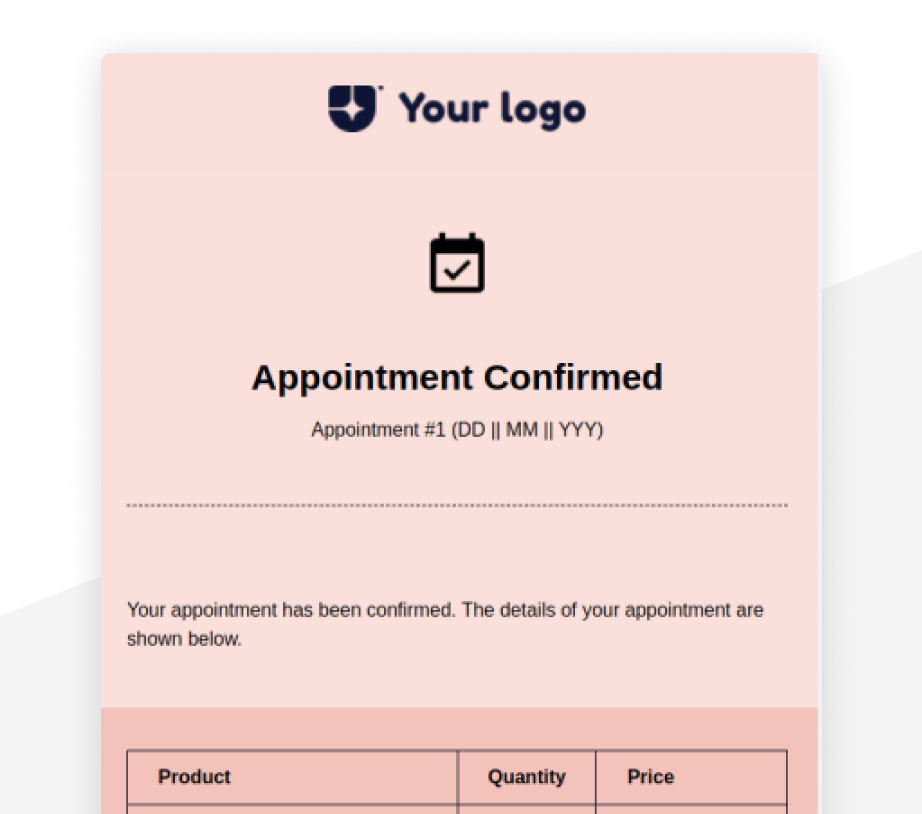 Your logo
Appointment Confirmed
Appointment #1 (DD || MM || YYY)
Your appointment has been confirmed. The details of your appointment are
shown below.
Product Quantity Price